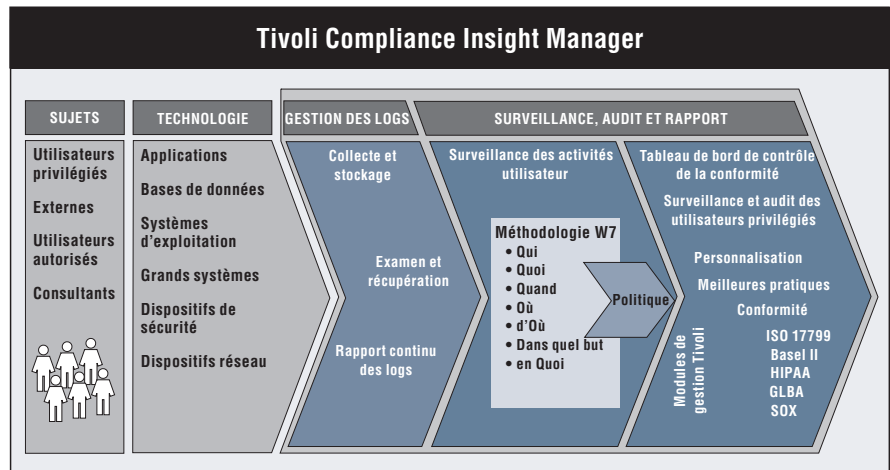 Tivoli Compliance Insight Manager
SUJETS
Utilisateurs
privilégiés
Externes
Utilisateurs
autorisés
Consultants
TECHNOLOGIE
Applications
Bases de données
Systèmes
d'exploitation
Grands systèmes
Dispositifs de
sécurité
Dispositifs réseau
GESTION DES LOGS
Collecte et
stockage
Examen et
récupération
Rapport continu
des logs
SURVEILLANCE, AUDIT ET RAPPORT
Surveillance des activités
utilisateur
Méthodologie W7
• Qui
• Quoi
• Quand
• Où
• d'Où
• Dans quel but
• en Quoi
Politique
Tableau de bord de contrôle
de la conformité
Surveillance et audit des
utilisateurs privilégiés
Personnalisation
Meilleures pratiques
Conformité
Modules de
gestion Tivoli
ISO 17799
Basel II
HIPAA
GLBA
SOX